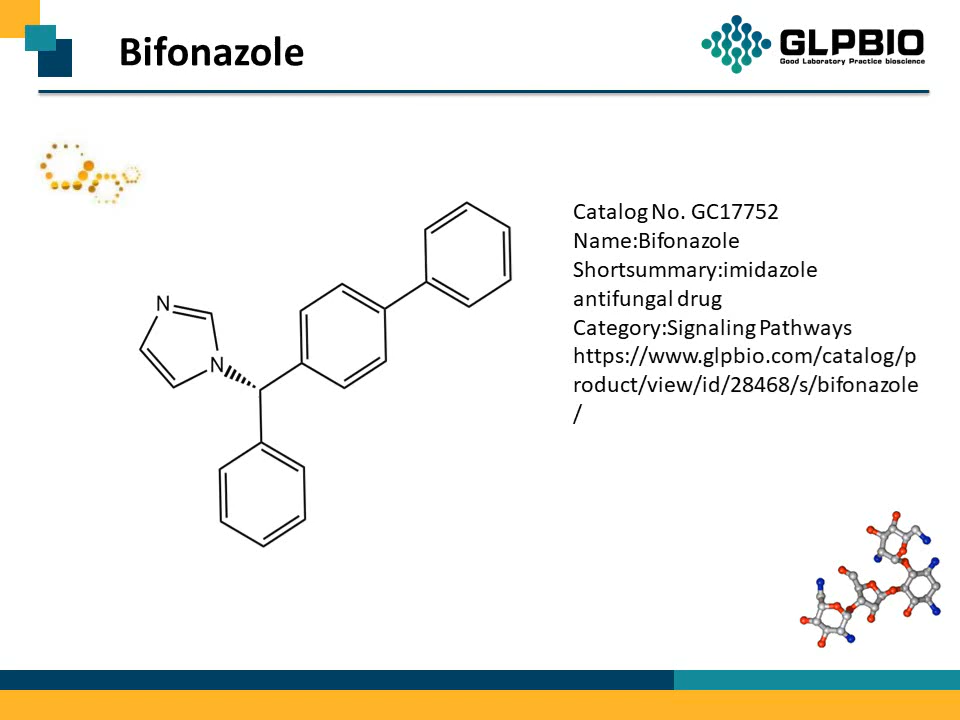 Bifonazole
GLPBIO
Good Laboratory Practice bioscience
Catalog No. GC17752
Name:Bifonazole
Shortsummary:imidazole
antifungal drug
Category:Signaling Pathways
https://www.glpbio.com/catalog/p
roduct/view/id/28468/s/bifonazole
/
N
N